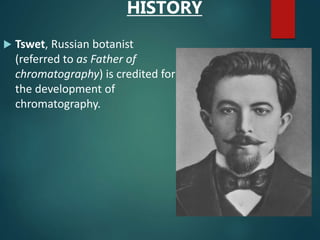 HISTORY
Tswet, Russian botanist
(referred to as Father of
chromatography) is credited for
the development of
chromatography.